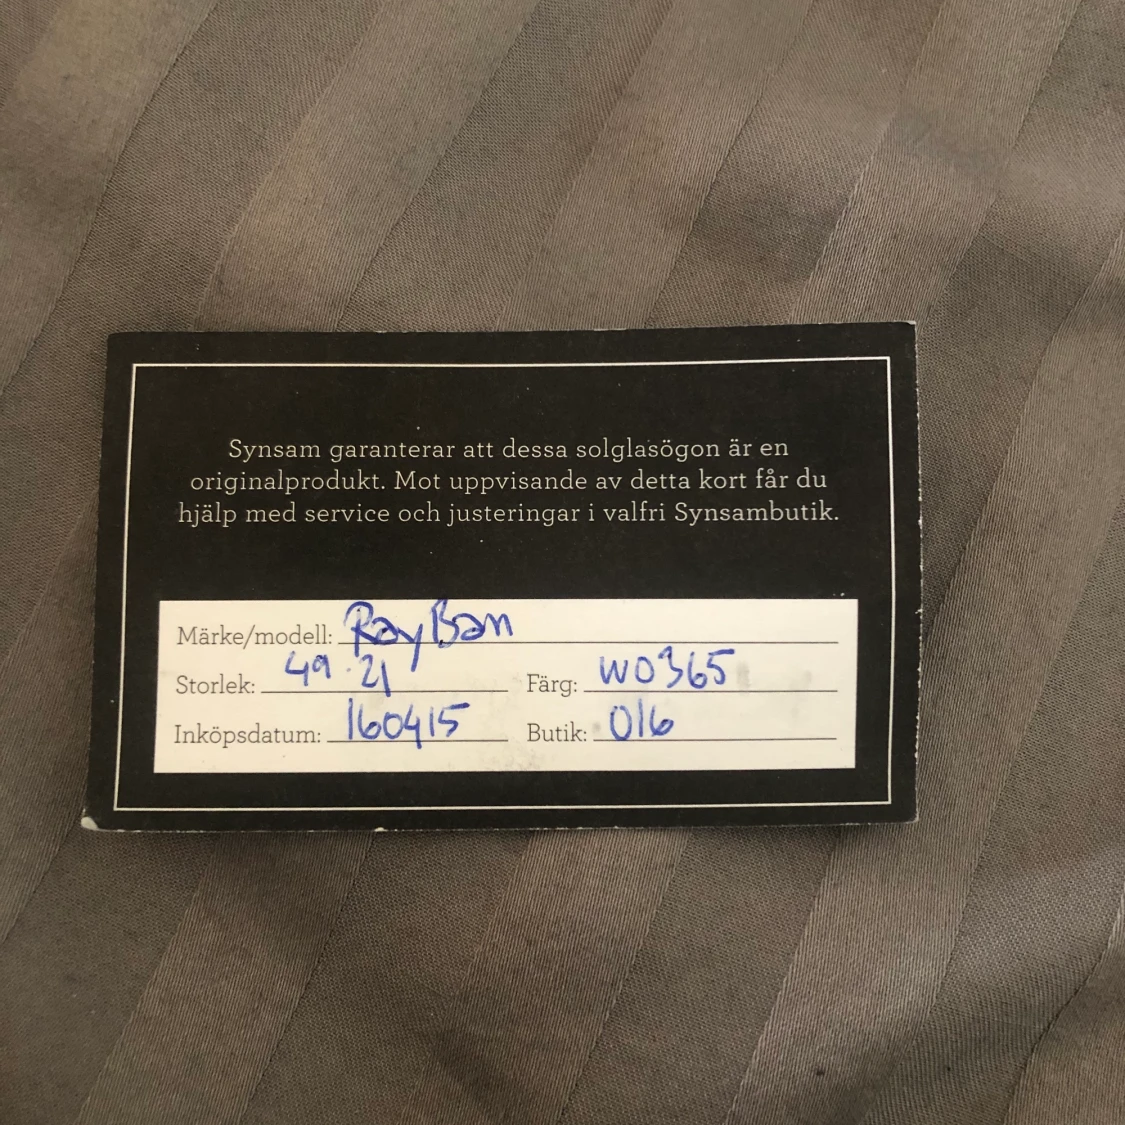 Synsam garanterar att dessa solglasögon är en
originalprodukt. Mot uppvisande av detta kort får du
hjälp med service och justeringar i valfri Synsambutik.
Märke/modell: RayBan
Storlek: 49.21 Färg: W0365
Inköpsdatum: 160415 Butik: 016